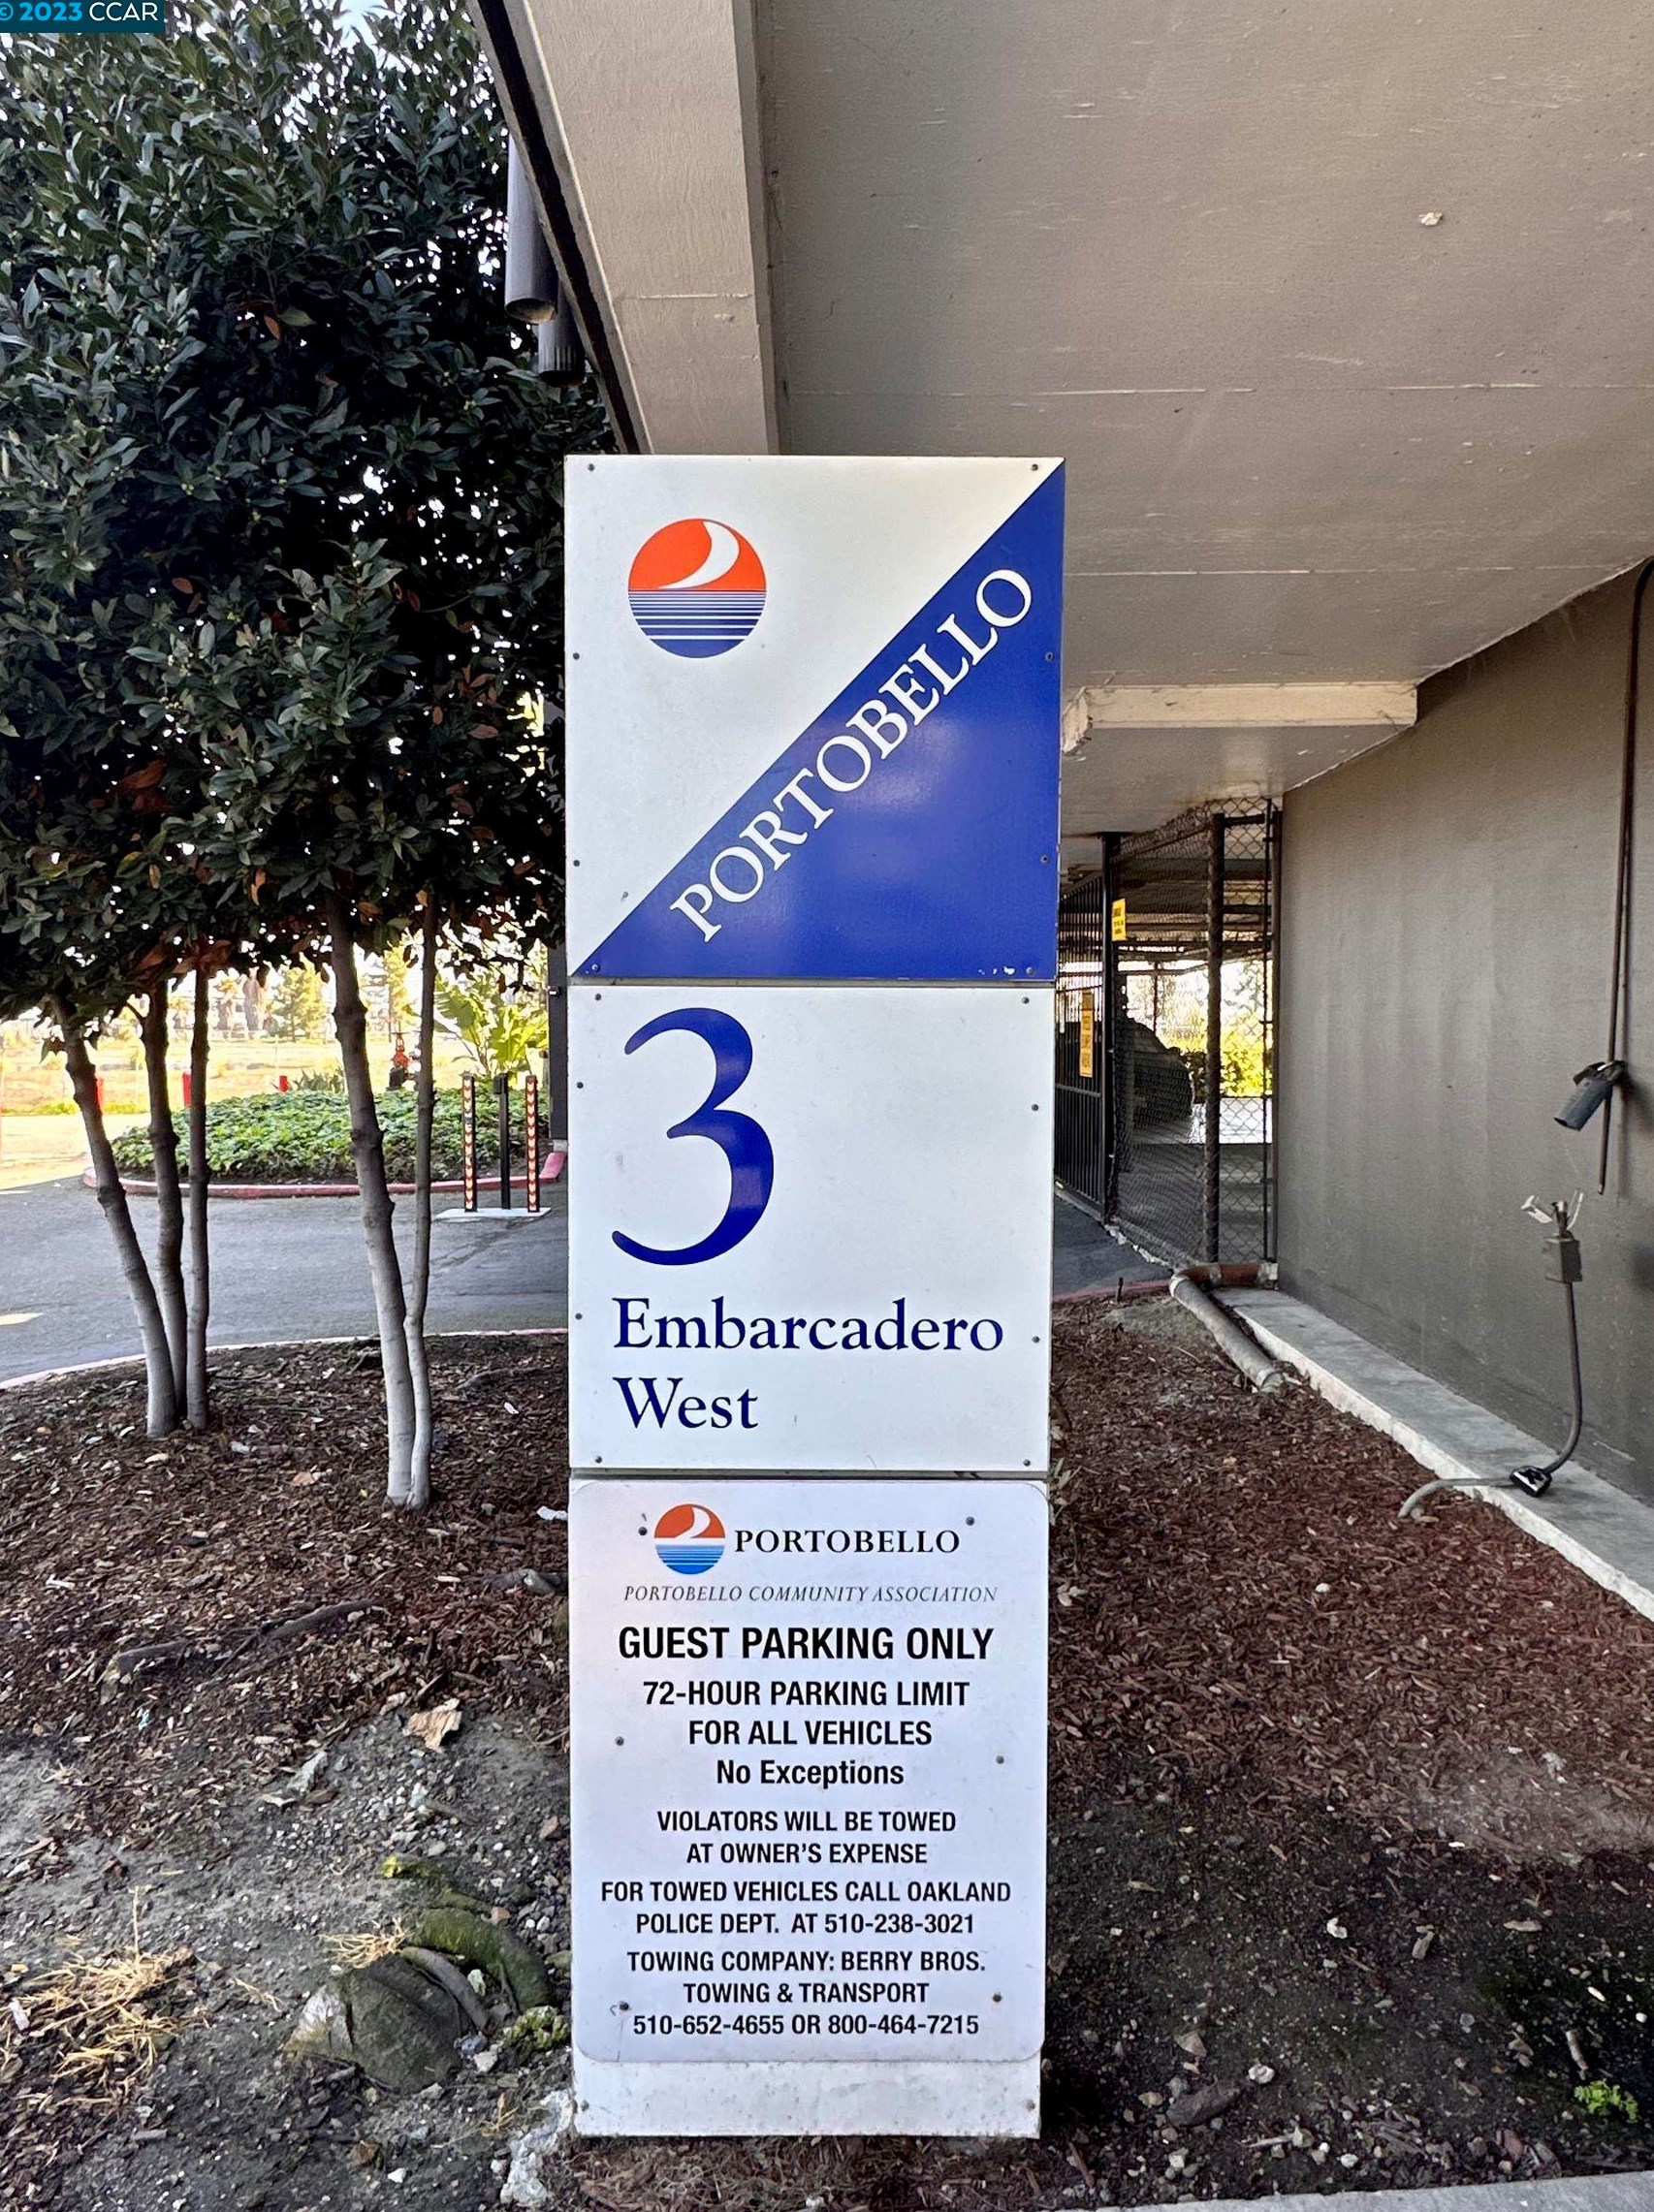 © 2023 CCAR
PORTOBELLO
3
Embarcadero
West
PORTOBELLO
PORTOBELLO COMMUNITY ASSOCIATION
GUEST PARKING ONLY
72-HOUR PARKING LIMIT
FOR ALL VEHICLES
No Exceptions
VIOLATORS WILL BE TOWED
AT OWNER'S EXPENSE
FOR TOWED VEHICLES CALL OAKLAND
POLICE DEPT. AT 510-238-3021
TOWING COMPANY: BERRY BROS.
TOWING & TRANSPORT
510-652-4655 OR 800-464-7215